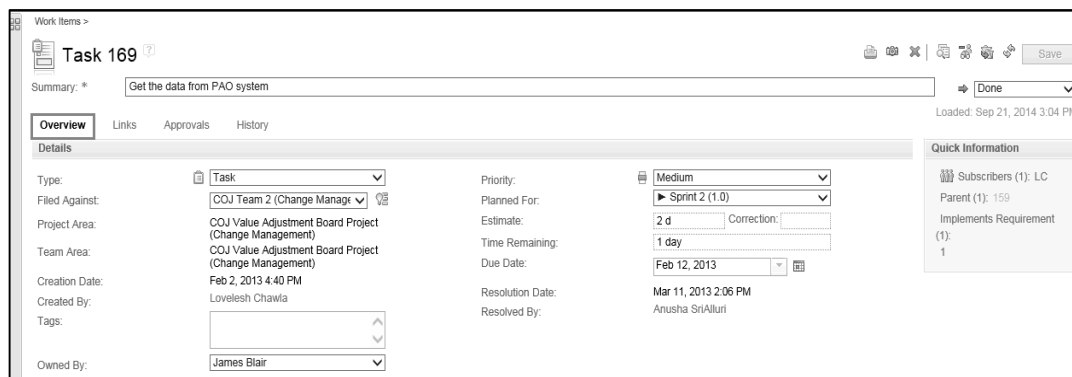 Work Items >
Task 169 ?
Save
Summary: * Get the data from PAO system
Done
Loaded: Sep 21, 2014 3:04 PM
Overview Links Approvals History
Details
Type: Task
Filed Against: COJ Team 2 (Change Manage
Project Area: COJ Value Adjustment Board Project
(Change Management)
Team Area: COJ Value Adjustment Board Project
(Change Management)
Creation Date: Feb 2, 2013 4:40 PM
Created By: Lovelesh Chawla
Tags:
Owned By: James Blair
Priority: Medium
Planned For: ► Sprint 2 (1.0)
Estimate: 2 d Correction:
Time Remaining: 1 day
Due Date: Feb 12, 2013
Resolution Date: Mar 11, 2013 2:06 PM
Resolved By: Anusha SriAlluri
Quick Information
Subscribers (1): LC
Parent (1): 159
Implements Requirement
(1):
1